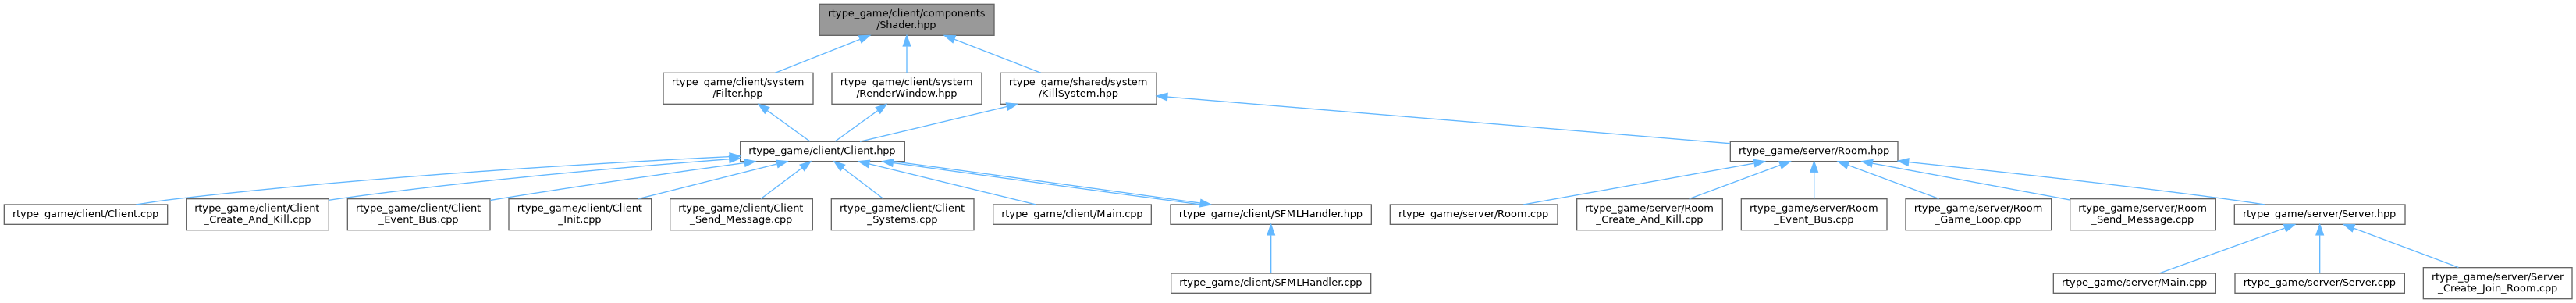 rtype_game/client/components
/Shader.hpp
rtype_game/client/system
/Filter.hpp
rtype_game/client/system
/RenderWindow.hpp
rtype_game/shared/system
/KillSystem.hpp
rtype_game/client/Client.hpp
rtype_game/server/Room.hpp
rtype_game/client/Client.cpp
rtype_game/client/Client
_Create_And_Kill.cpp
rtype_game/client/Client
_Event_Bus.cpp
rtype_game/client/Client
_Init.cpp
rtype_game/client/Client
_Send_Message.cpp
rtype_game/client/Client
_Systems.cpp
rtype_game/client/Main.cpp
rtype_game/client/SFMLHandler.hpp
rtype_game/server/Room.cpp
rtype_game/server/Room
_Create_And_Kill.cpp
rtype_game/server/Room
_Event_Bus.cpp
rtype_game/server/Room
_Game_Loop.cpp
rtype_game/server/Room
_Send_Message.cpp
rtype_game/server/Server.hpp
rtype_game/client/SFMLHandler.cpp
rtype_game/server/Main.cpp
rtype_game/server/Server.cpp
rtype_game/server/Server
_Create_Join_Room.cpp